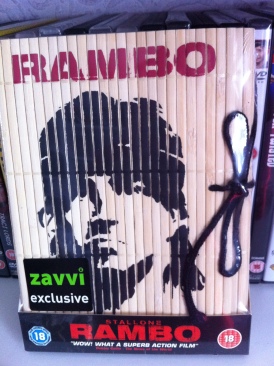 RAMBO
zavvi
exclusive
STALLONE
RAMBO
"WOW! WHAT A SUPERB ACTION FILM"
18
18